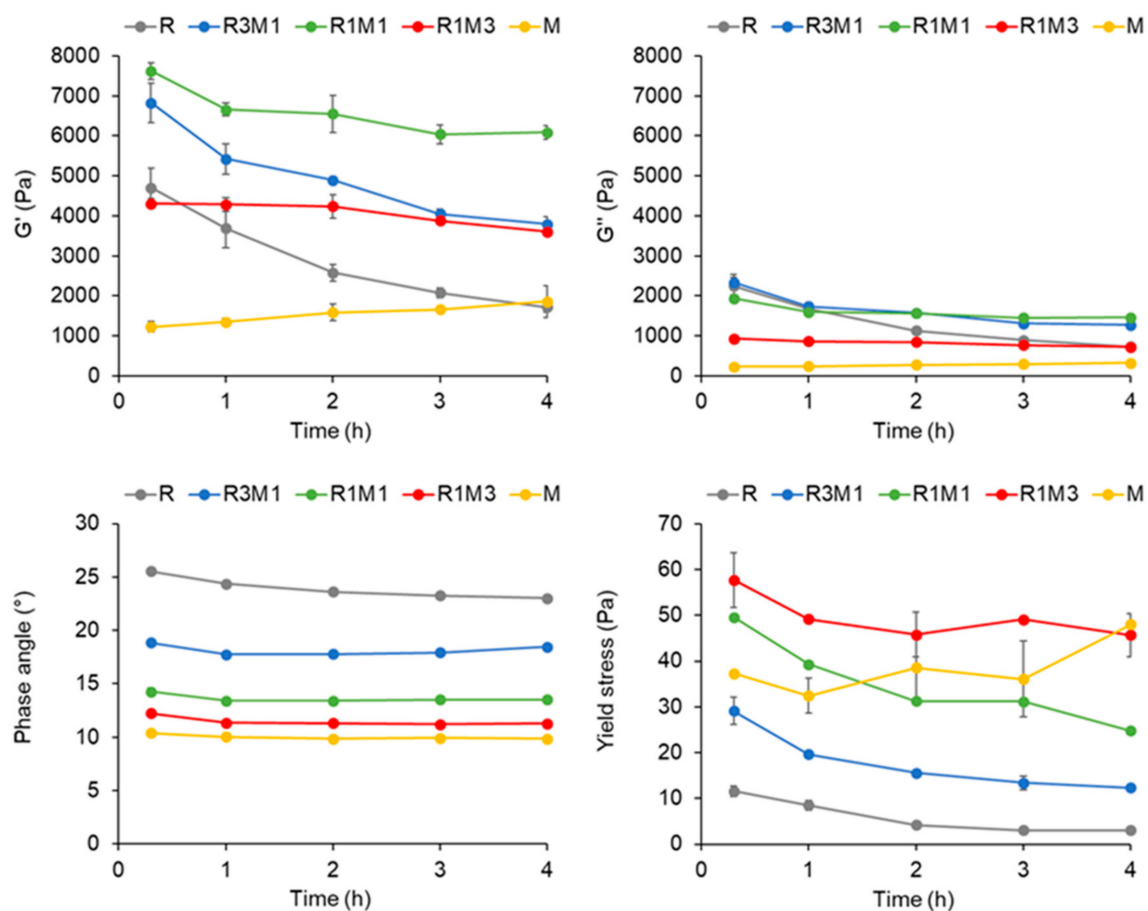 R R3M1 R1M1 R1M3 M
8000
7000
6000
5000
4000
3000
2000
1000
0
G' (Pa)
0 1 2 3 4
Time (h)
R R3M1 R1M1 R1M3 M
8000
7000
6000
5000
4000
3000
2000
1000
0
G'' (Pa)
0 1 2 3 4
Time (h)
R R3M1 R1M1 R1M3 M
30
25
20
15
10
5
0
Phase angle (°)
0 1 2 3 4
Time (h)
R R3M1 R1M1 R1M3 M
70
60
50
40
30
20
10
0
Yield stress (Pa)
0 1 2 3 4
Time (h)